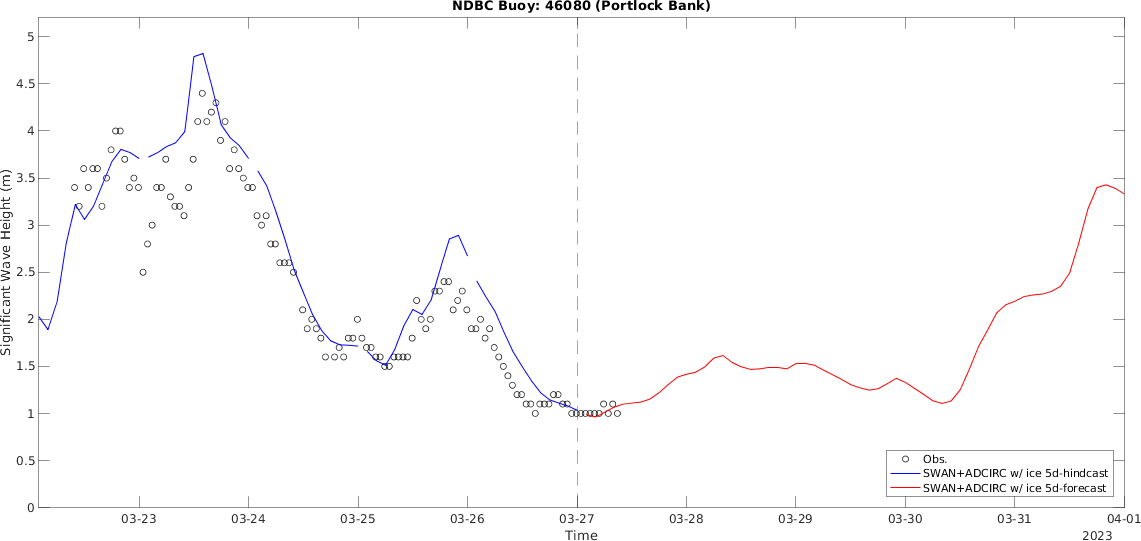 NDBC Buoy: 46080 (Portlock Bank)
Significant Wave Height (m)
5
4.5
4
3.5
3
2.5
2
1.5
1
0.5
0
Obs.
SWAN+ADCIRC w/ ice 5d-hindcast
SWAN+ADCIRC w/ ice 5d-forecast
03-23 03-24 03-25 03-26 03-27 03-28 03-29 03-30 03-31 04-01
Time
2023